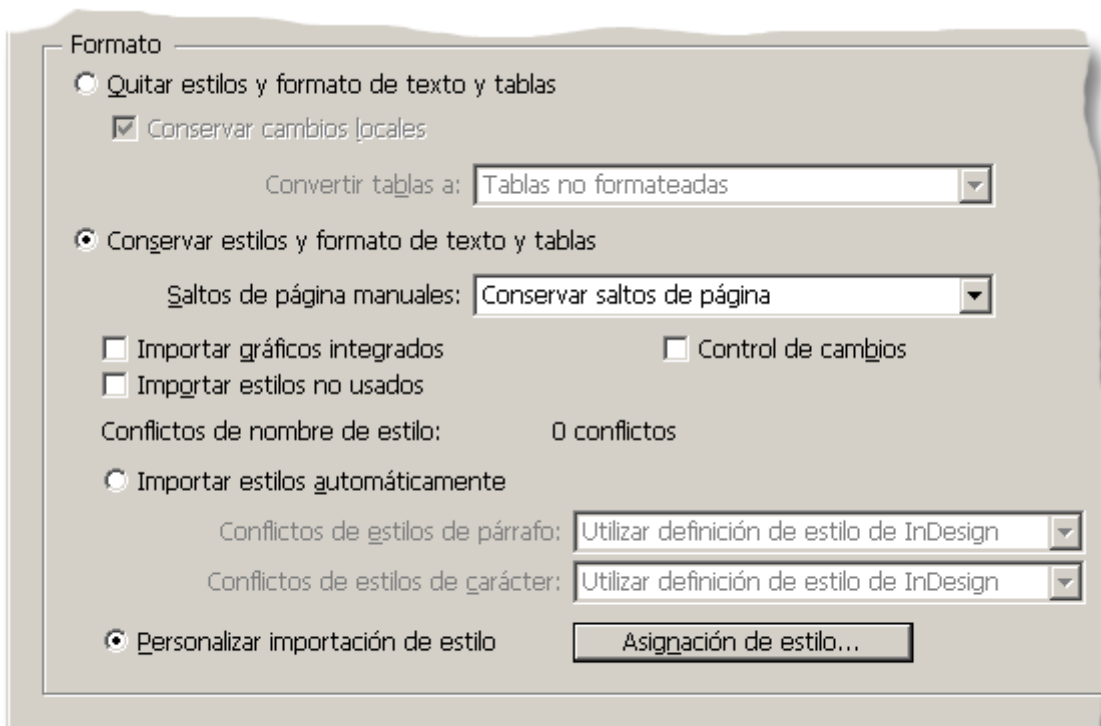 Formato
Quitar estilos y formato de texto y tablas
Conservar cambios locales
Convertir tablas a: Tablas no formateadas
Conservar estilos y formato de texto y tablas
Saltos de página manuales: Conservar saltos de página
Importar gráficos integrados Control de cambios
Importar estilos no usados
Conflictos de nombre de estilo: 0 conflictos
Importar estilos automáticamente
Conflictos de estilos de párrafo: Utilizar definición de estilo de InDesign
Conflictos de estilos de carácter: Utilizar definición de estilo de InDesign
Personalizar importación de estilo Asignación de estilo...